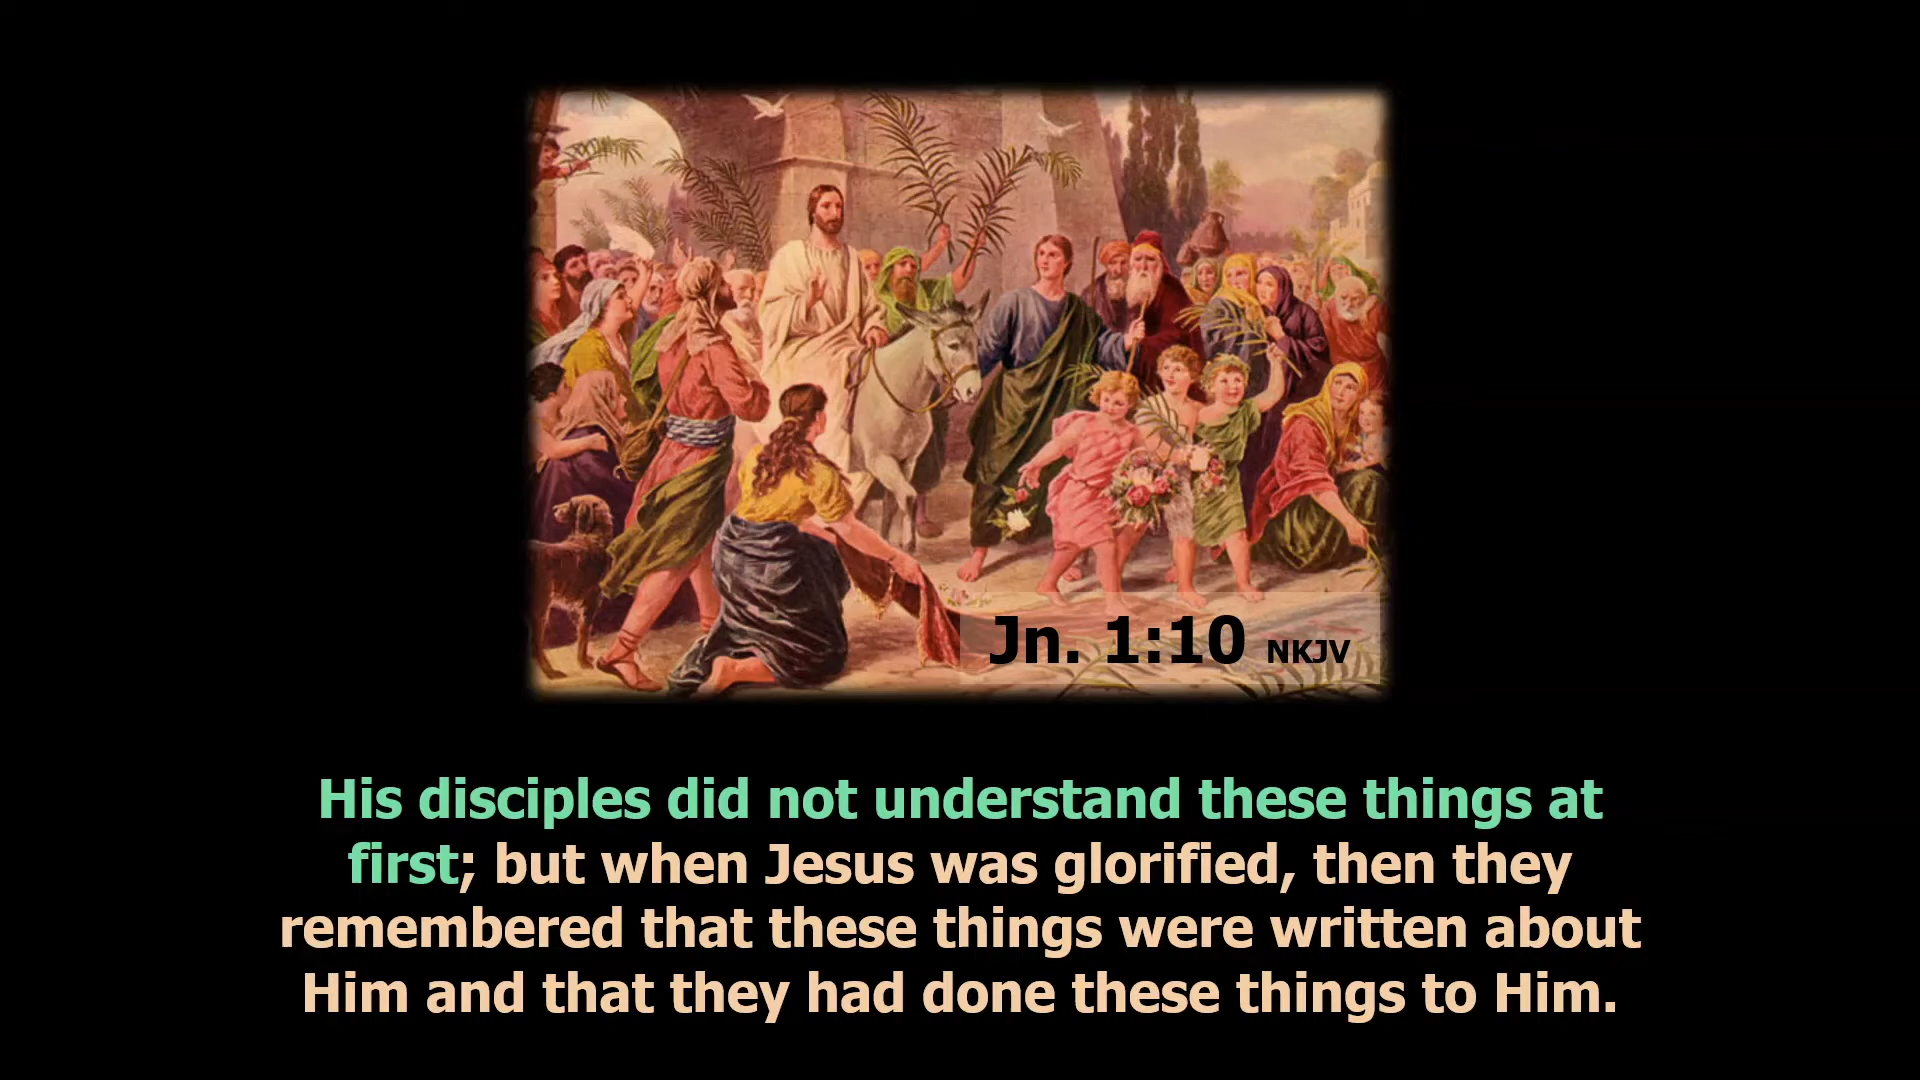 Jn. 1:10 NKJV
His disciples did not understand these things at
first; but when Jesus was glorified, then they
remembered that these things were written about
Him and that they had done these things to Him.